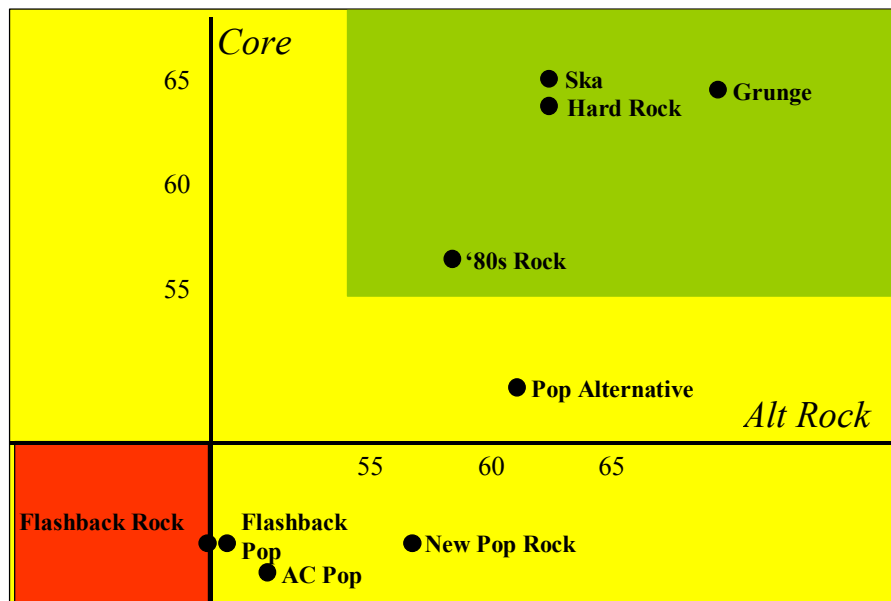 Core
65
Ska
Grunge
Hard Rock
60
‘80s Rock
55
Pop Alternative
Alt Rock
55 60 65
Flashback Rock
Flashback
Pop
New Pop Rock
AC Pop